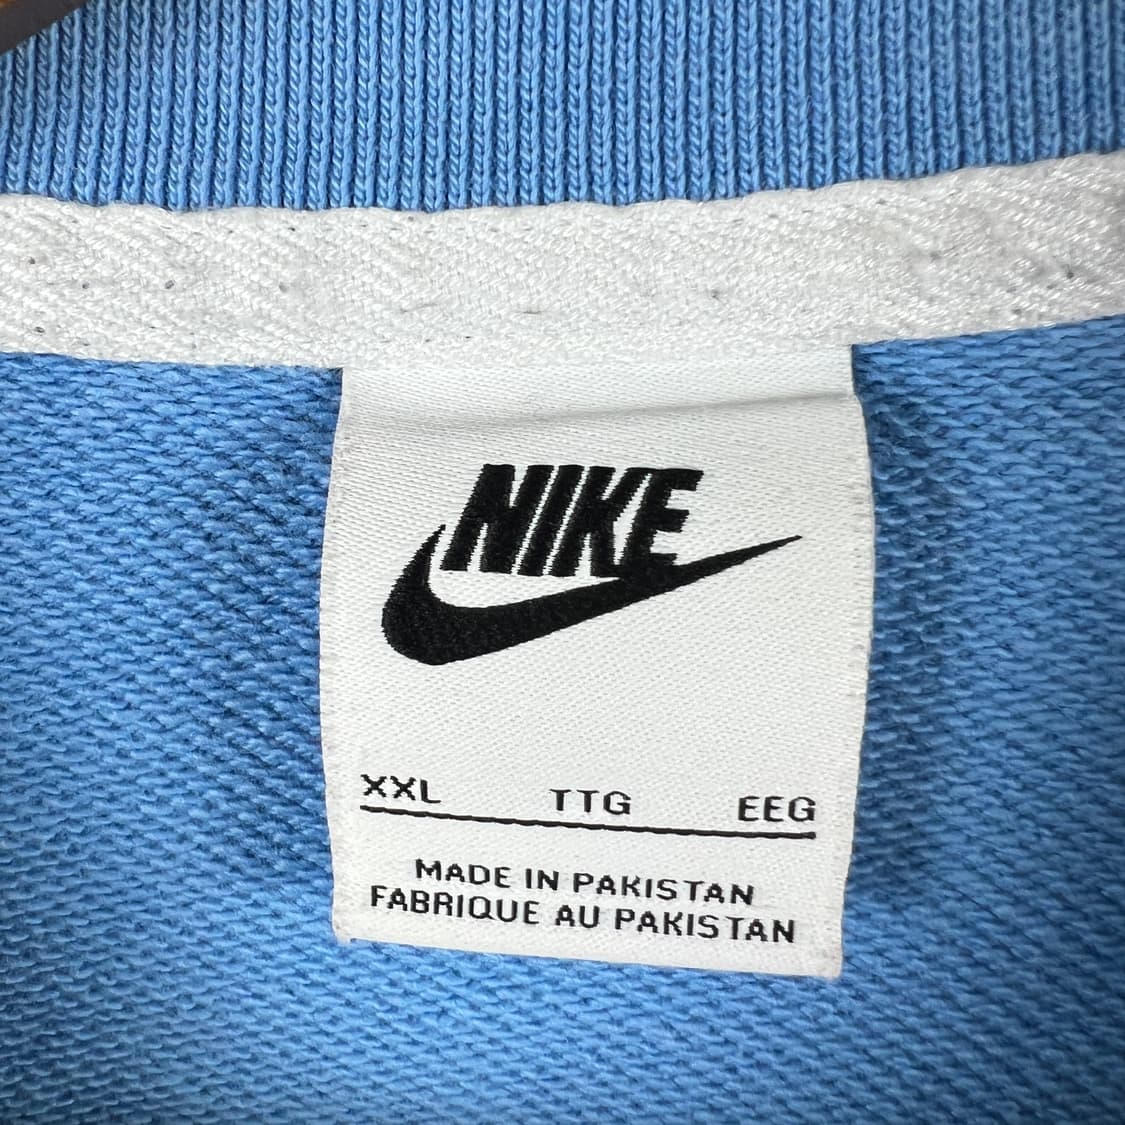 NIKE
XXL TTG EEG
MADE IN PAKISTAN
FABRIQUE AU PAKISTAN